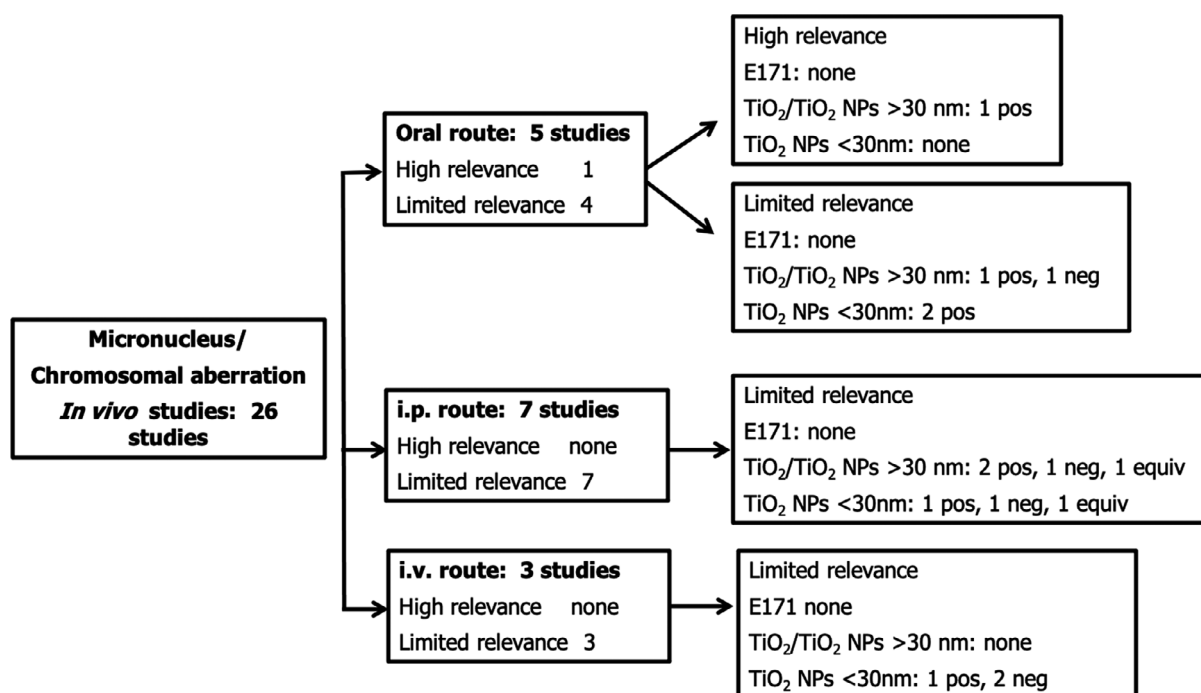 Micronucleus/
Chromosomal aberration
In vivo studies: 26
studies
Oral route: 5 studies
High relevance 1
Limited relevance 4
High relevance
E171: none
TiO₂/TiO₂ NPs >30 nm: 1 pos
TiO₂ NPs <30nm: none
Limited relevance
E171: none
TiO₂/TiO₂ NPs >30 nm: 1 pos, 1 neg
TiO₂ NPs <30nm: 2 pos
i.p. route: 7 studies
High relevance none
Limited relevance 7
Limited relevance
E171: none
TiO₂/TiO₂ NPs >30 nm: 2 pos, 1 neg, 1 equiv
TiO₂ NPs <30nm: 1 pos, 1 neg, 1 equiv
i.v. route: 3 studies
High relevance none
Limited relevance 3
Limited relevance
E171 none
TiO₂/TiO₂ NPs >30 nm: none
TiO₂ NPs <30nm: 1 pos, 2 neg